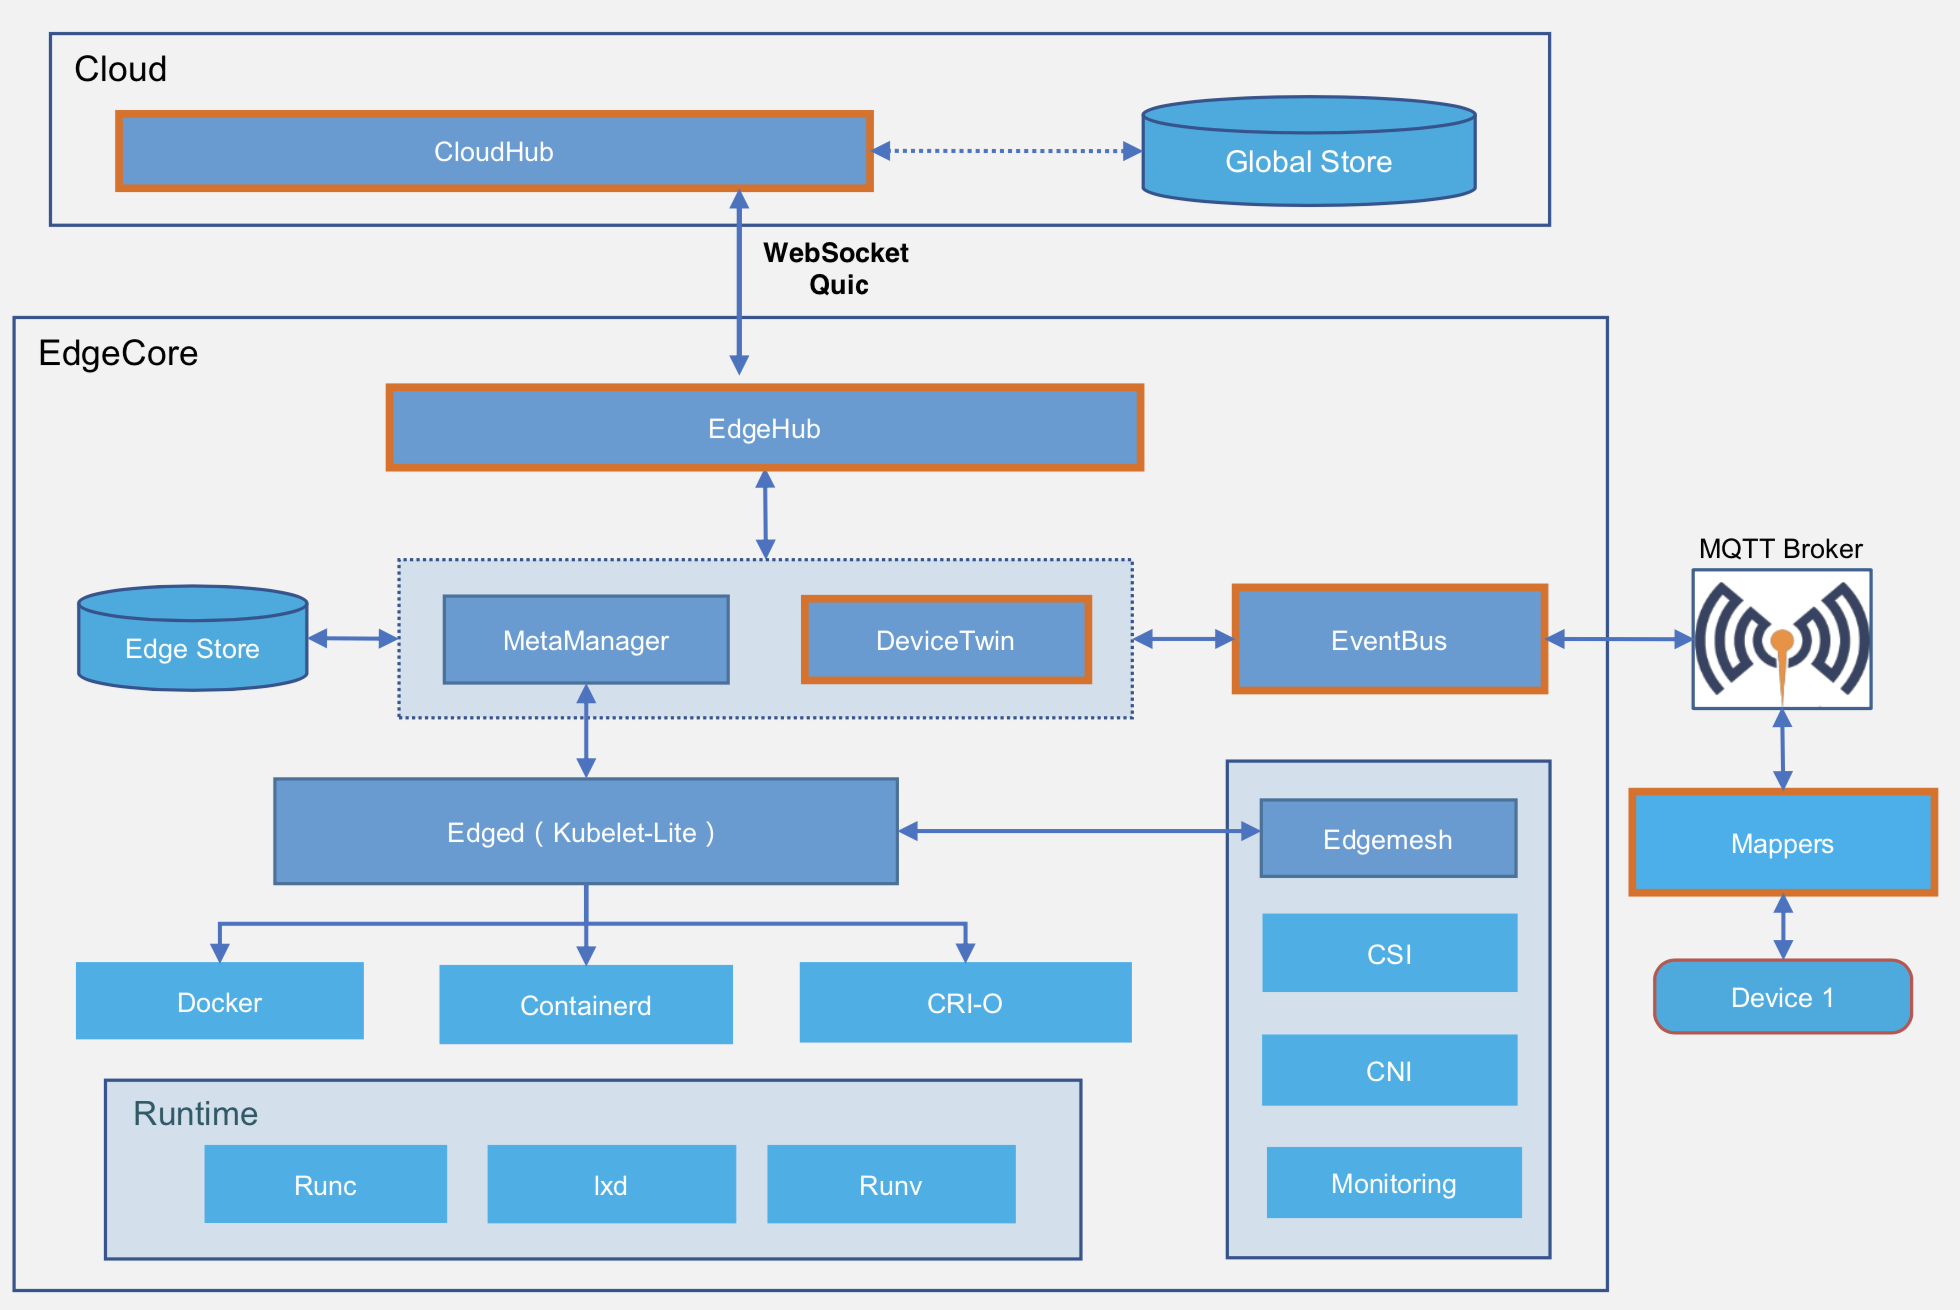 Cloud
CloudHub
Global Store
WebSocket
Quic
EdgeCore
EdgeHub
MQTT Broker
Edge Store
MetaManager
DeviceTwin
EventBus
Edged ( Kubelet-Lite )
Edgemesh
Mappers
CSI
Docker
Containerd
CRI-O
Device 1
CNI
Runtime
Runc
lxd
Runv
Monitoring